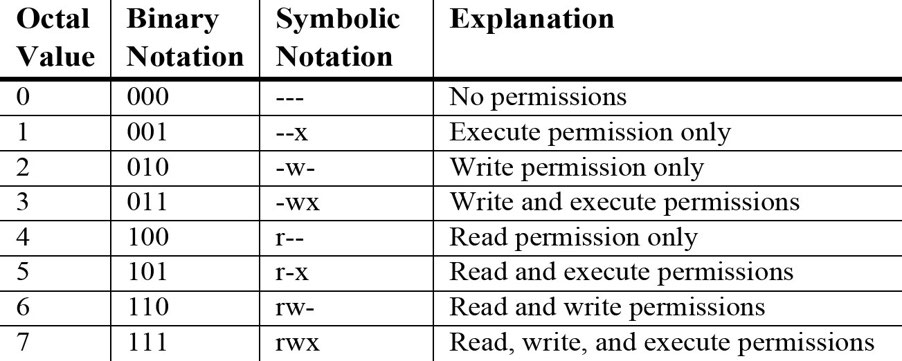 Octal Value Binary Notation Symbolic Notation Explanation
0 000 --- No permissions
1 001 --x Execute permission only
2 010 -w- Write permission only
3 011 -wx Write and execute permissions
4 100 r-- Read permission only
5 101 r-x Read and execute permissions
6 110 rw- Read and write permissions
7 111 rwx Read, write, and execute permissions